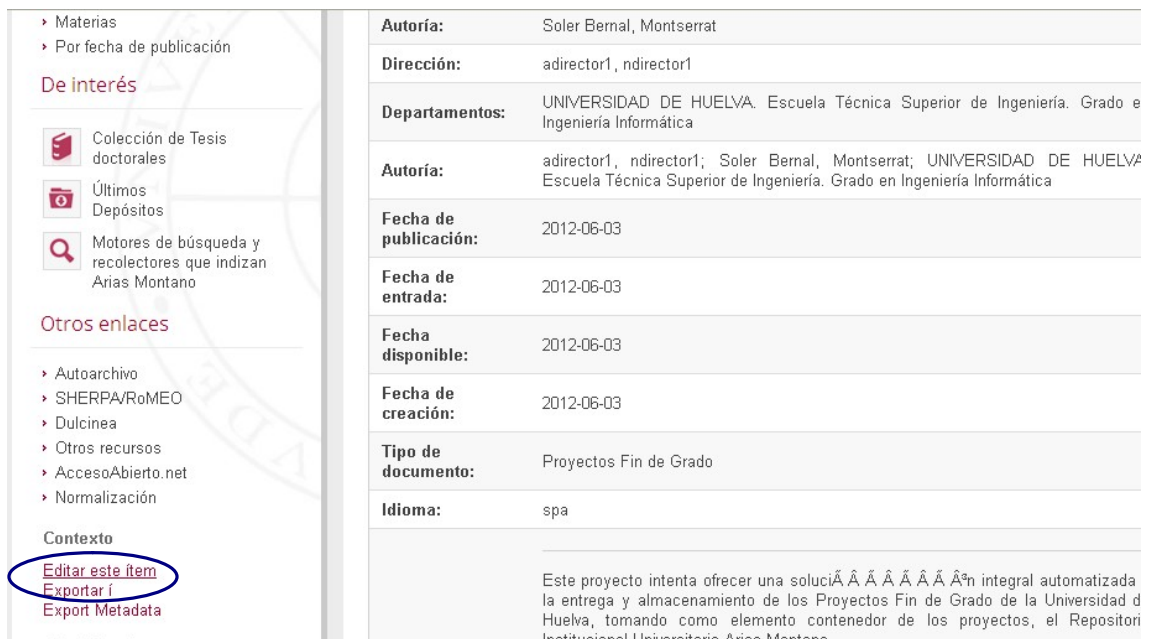 Materias
Por fecha de publicación
De interés
Colección de Tesis
doctorales
Últimos
Depósitos
Motores de búsqueda y
recolectores que indizan
Arias Montano
Otros enlaces
Autoarchivo
SHERPA/RoMEO
Dulcinea
Otros recursos
AccesoAbierto.net
Normalización
Contexto
Editar este ítem
Exportar í
Export Metadata
Autoría: Soler Bernal, Montserrat
Dirección: adirector1, ndirector1
Departamentos: UNIVERSIDAD DE HUELVA. Escuela Técnica Superior de Ingeniería. Grado e
Ingeniería Informática
Autoría: adirector1, ndirector1; Soler Bernal, Montserrat; UNIVERSIDAD DE HUELVA
Escuela Técnica Superior de Ingeniería. Grado en Ingeniería Informática
Fecha de
publicación: 2012-06-03
Fecha de
entrada: 2012-06-03
Fecha
disponible: 2012-06-03
Fecha de
creación: 2012-06-03
Tipo de
documento: Proyectos Fin de Grado
Idioma: spa
Este proyecto intenta ofrecer una soluciÃ Â Ã Â Ã Â Ã Âªn integral automatizada
la entrega y almacenamiento de los Proyectos Fin de Grado de la Universidad d
Huelva, tomando como elemento contenedor de los proyectos, el Repositori
Institucional Universitario Arias Montano